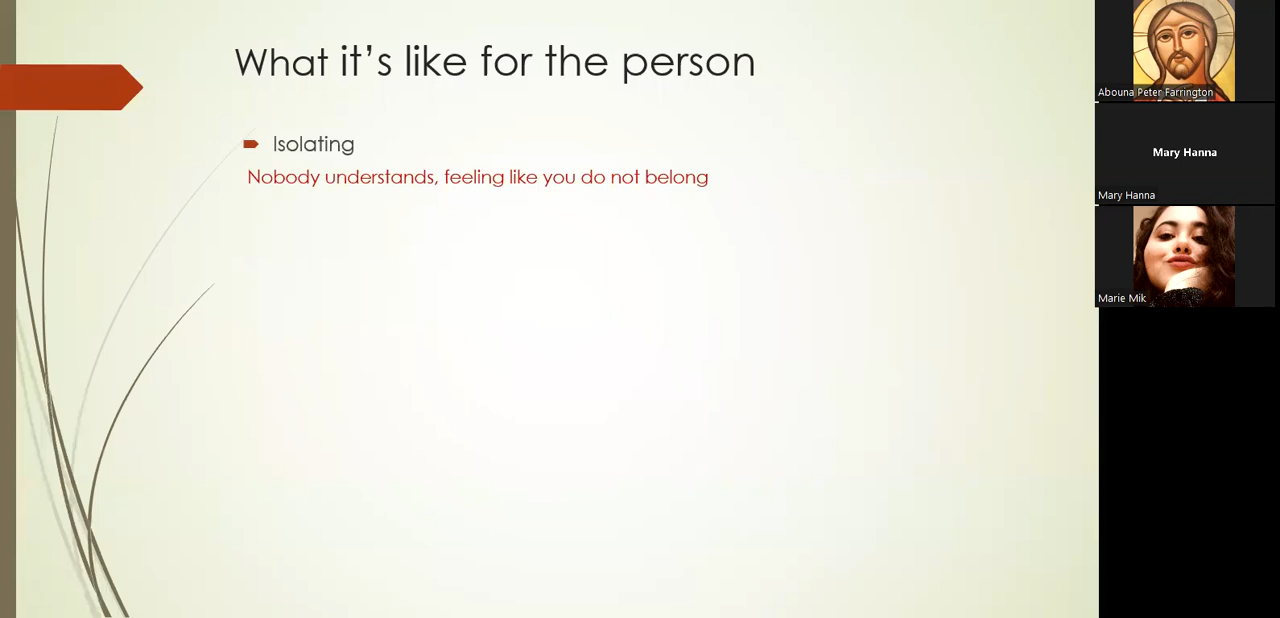 What it's like for the person
Isolating
Nobody understands, feeling like you do not belong
Abouna Peter Farrington
Mary Hanna
Mary Hanna
Marie Mik